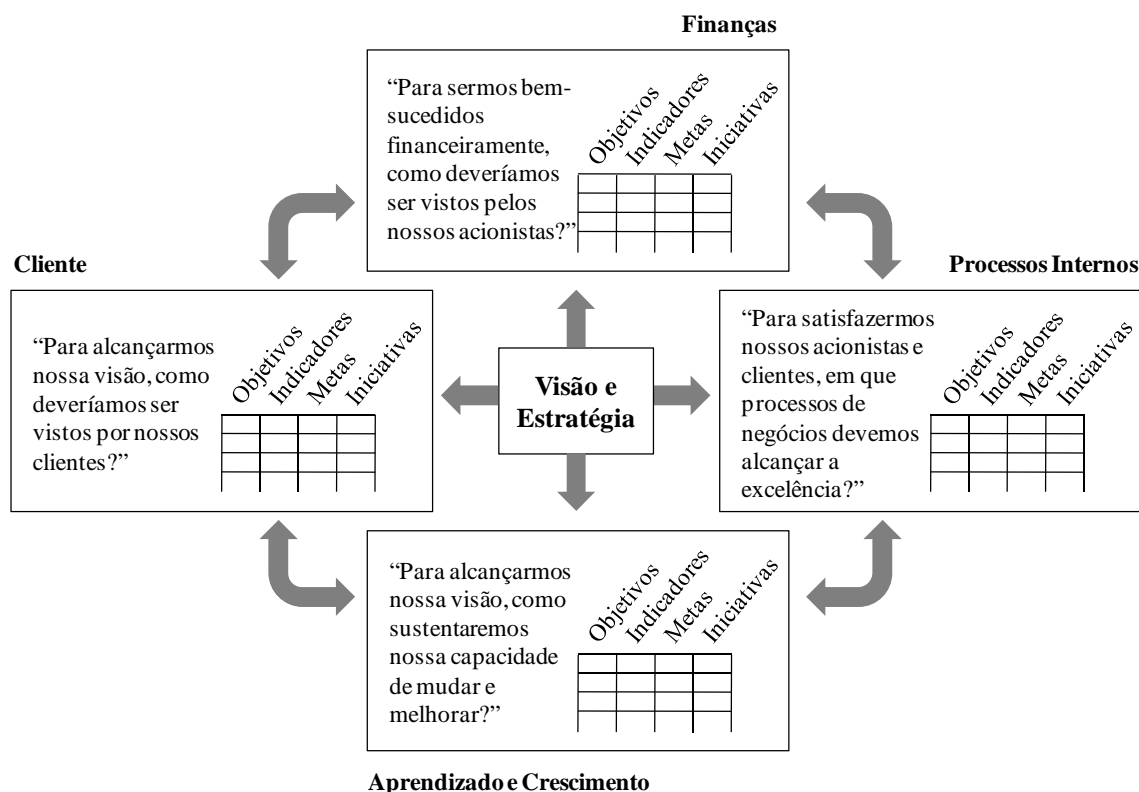 Finanças
“Para sermos bem-
sucedidos
financeiramente,
como deveríamos
ser vistos pelos
nossos acionistas?”
Objetivos
Indicadores
Metas
Iniciativas
Cliente
“Para alcançarmos
nossa visão, como
deveríamos ser
vistos por nossos
clientes?”
Objetivos
Indicadores
Metas
Iniciativas
Visão e
Estratégia
Processos Internos
“Para satisfazermos
nossos acionistas e
clientes, em que
processos de
negócios devemos
alcançar a
excelência?”
Objetivos
Indicadores
Metas
Iniciativas
“Para alcançarmos
nossa visão, como
sustentaremos
nossa capacidade
de mudar e
melhorar?”
Objetivos
Indicadores
Metas
Iniciativas
Aprendizado e Crescimento